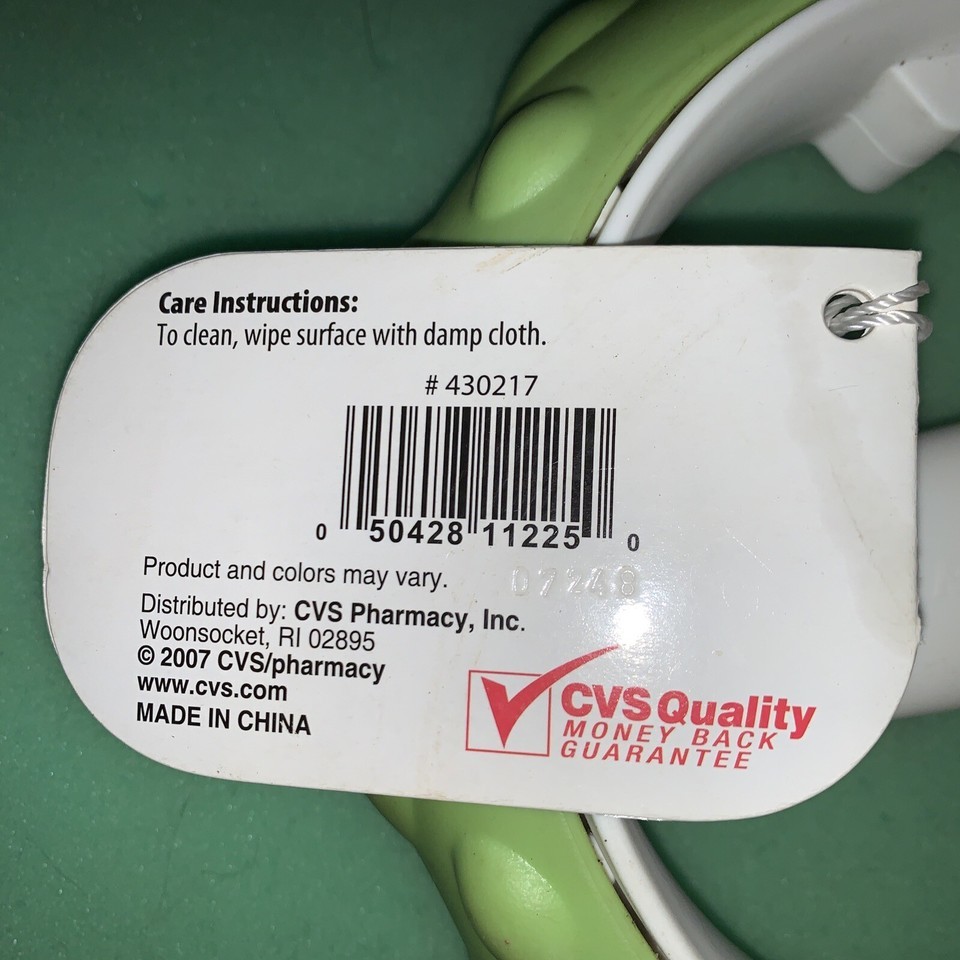 Care Instructions:
To clean, wipe surface with damp cloth.
# 430217
0 50428 11225 0
Product and colors may vary.
07248
Distributed by: CVS Pharmacy, Inc.
Woonsocket, RI 02895
© 2007 CVS/pharmacy
www.cvs.com
MADE IN CHINA
CVS Quality
MONEY BACK
GUARANTEE